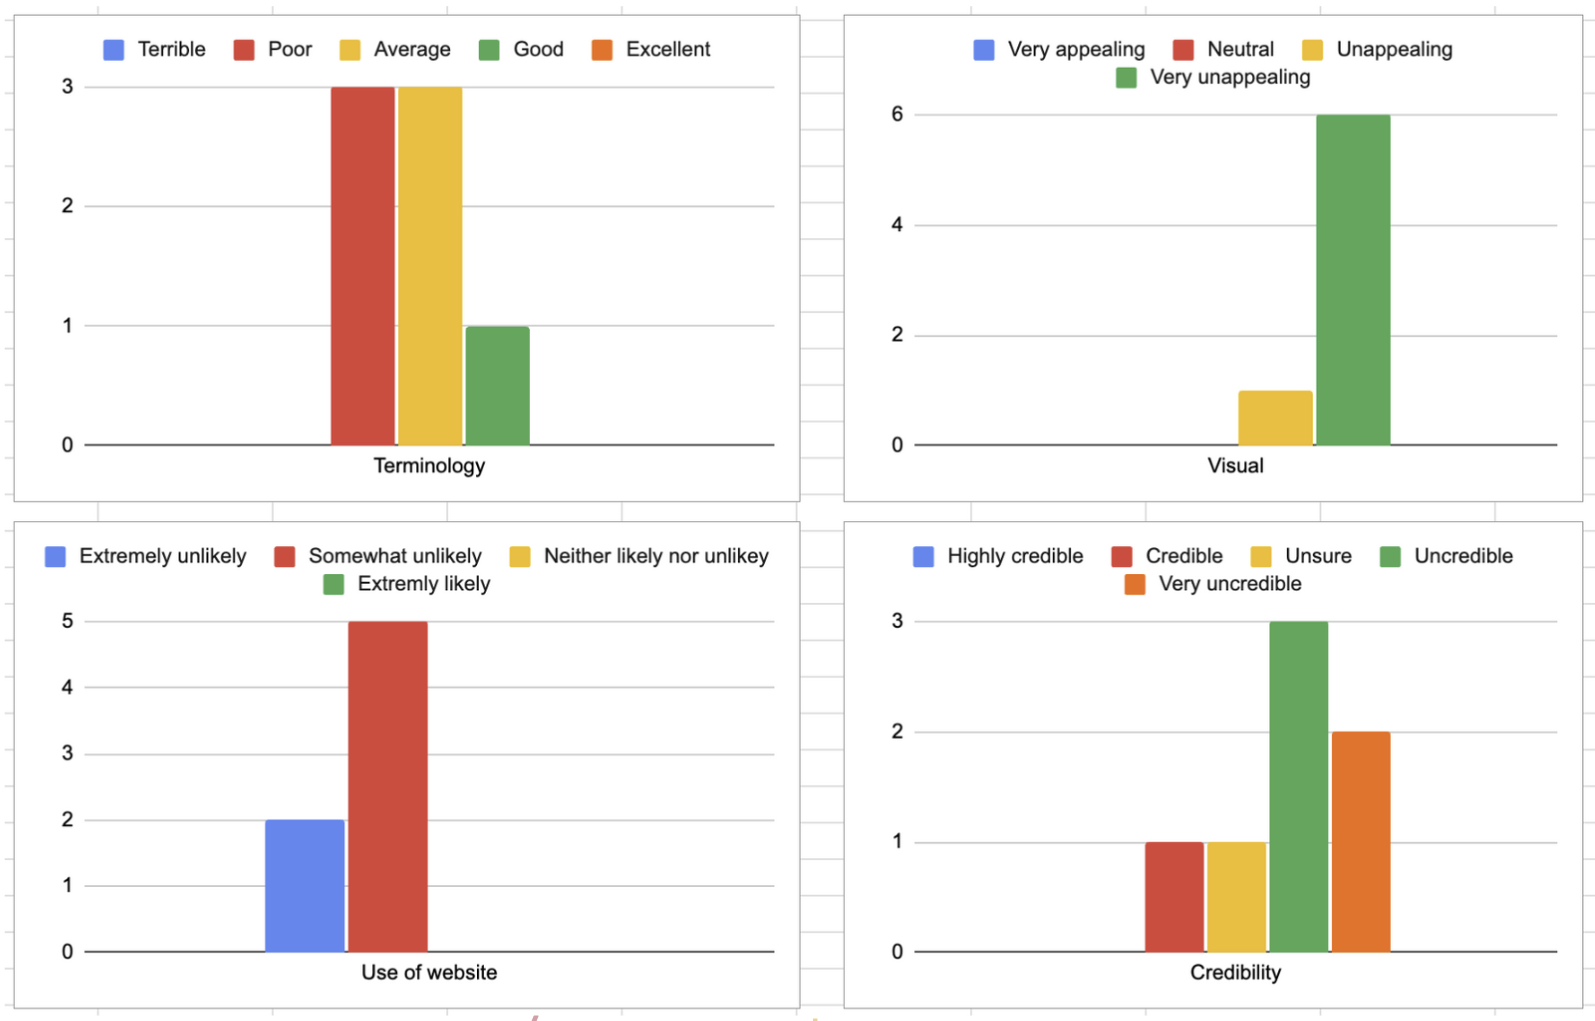 Terrible Poor Average Good Excellent
3
2
1
0
Terminology
Very appealing Neutral Unappealing
Very unappealing
6
4
2
0
Visual
Extremely unlikely Somewhat unlikely Neither likely nor unlikey
Extremly likely
5
4
3
2
1
0
Use of website
Highly credible Credible Unsure Uncredible
Very uncredible
3
2
1
0
Credibility